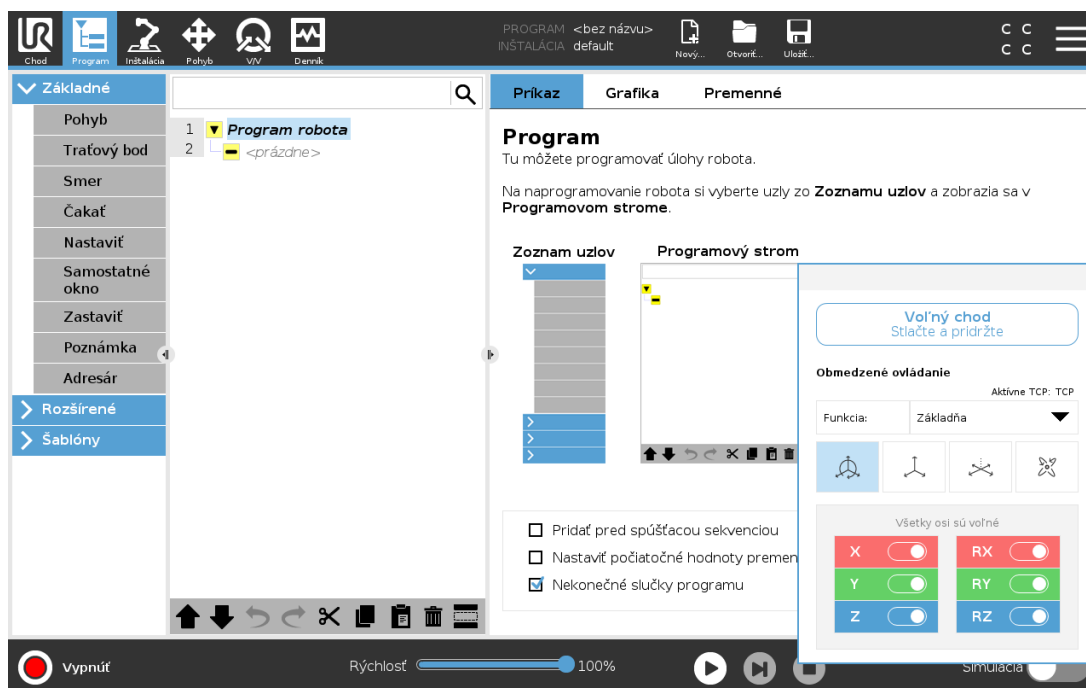 PROGRAM <bez názvu>
INŠTALÁCIA default
Chod Program Inštalácia Pohyb V/V Denník
Nový... Otvoriť... Uložiť...
C C
C C
Základné
Pohyb
Traťový bod
Smer
Čakať
Nastaviť
Samostatné
okno
Zastaviť
Poznámka
Adresár
Rozšírené
Šablóny
1 Program robota
2 <prázdne>
Príkaz Grafika Premenné
Program
Tu môžete programovať úlohy robota.
Na naprogramovanie robota si vyberte uzly zo Zoznamu uzlov a zobrazia sa v
Programovom strome.
Zoznam uzlov Programový strom
Pridať pred spúšťacou sekvenciou
Nastaviť počiatočné hodnoty premen
Nekonečné slučky programu
Voľný chod
Stlačte a pridržte
Obmedzené ovládanie
Aktívne TCP: TCP
Funkcia: Základňa
Všetky osi sú voľné
X RX
Y RY
Z RZ
Vypnúť
Rýchlosť 100%
Simulácia